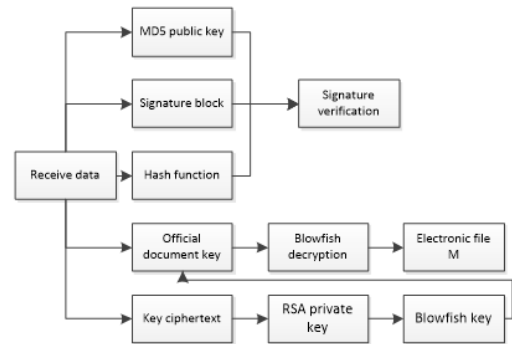 MD5 public key
Signature block
Signature
verification
Receive data
Hash function
Official
document key
Blowfish
decryption
Electronic file
M
Key ciphertext
RSA private
key
Blowfish key